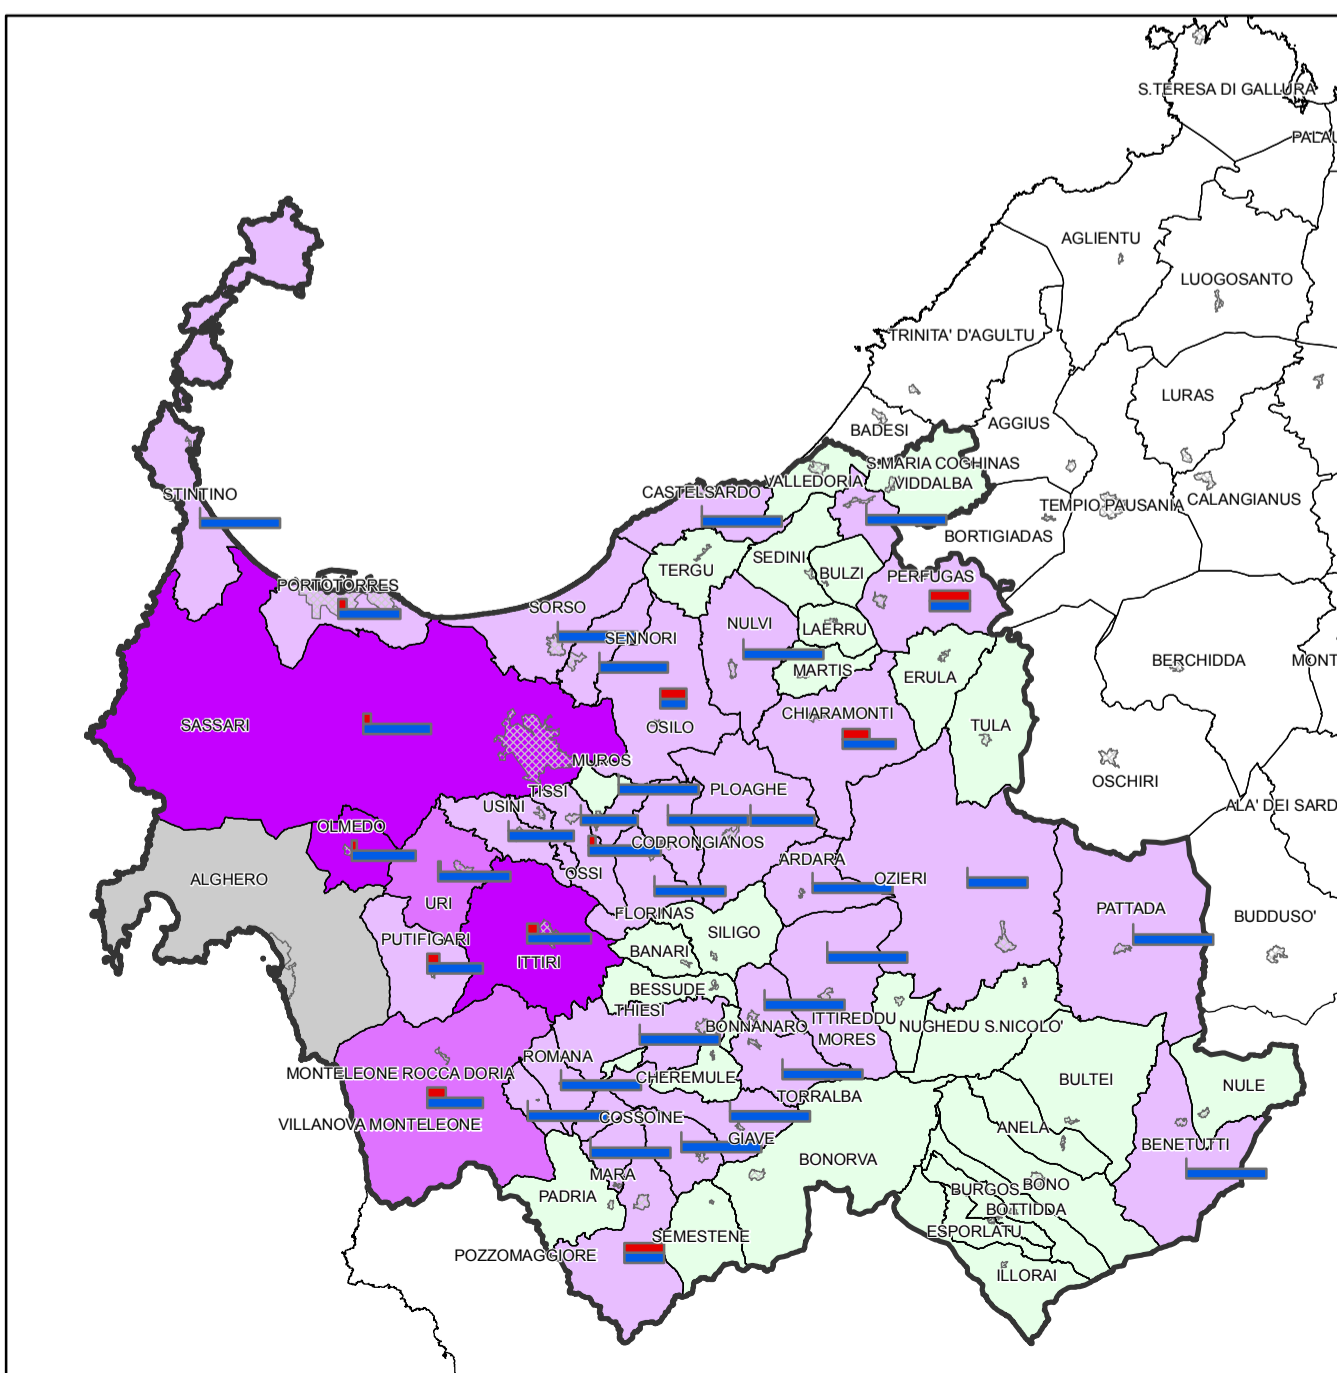 S.TERESA DI GALLURA
PALAU
AGLIENTU
LUOGOSANTO
TRINITA' D'AGULTU
LURAS
AGGIUS
BADESI
S.MARIA COGHINAS
VIDDALBA
VALLEDORIA
CASTELSARDO
STINTINO
TEMPIO PAUSANIA
CALANGIANUS
BORTIGIADAS
SEDINI
TERGU
BULZI
PERFUGAS
PORTOTORRES
SORSO
SENNORI
NULVI
LAERRU
MARTIS
ERULA
BERCHIDDA
MONT
SASSARI
OSILO
CHIARAMONTI
TULA
MUROS
OSCHIRI
TISSI
PLOAGHE
USINI
ALA' DEI SARD
OLMEDO
CODRONGIANOS
ARDARA
OSSI
OZIERI
ALGHERO
URI
FLORINAS
PATTADA
BUDDUSO'
PUTIFIGARI
SILIGO
ITTIRI
BANARI
BESSUDE
THIESI
BONNANARO
ITTIREDDU
NUGHEDU S.NICOLO'
MORES
ROMANA
MONTELEONE ROCCA DORIA
CHEREMULE
BULTEI
NULE
TORRALBA
VILLANOVA MONTELEONE
COSSOINE
GIAVE
ANELA
BENETUTTI
BONORVA
MARA
PADRIA
BURGOS
BONO
BOTTIDDA
ESPORLATU
SEMESTENE
POZZOMAGGIORE
ILLORAI